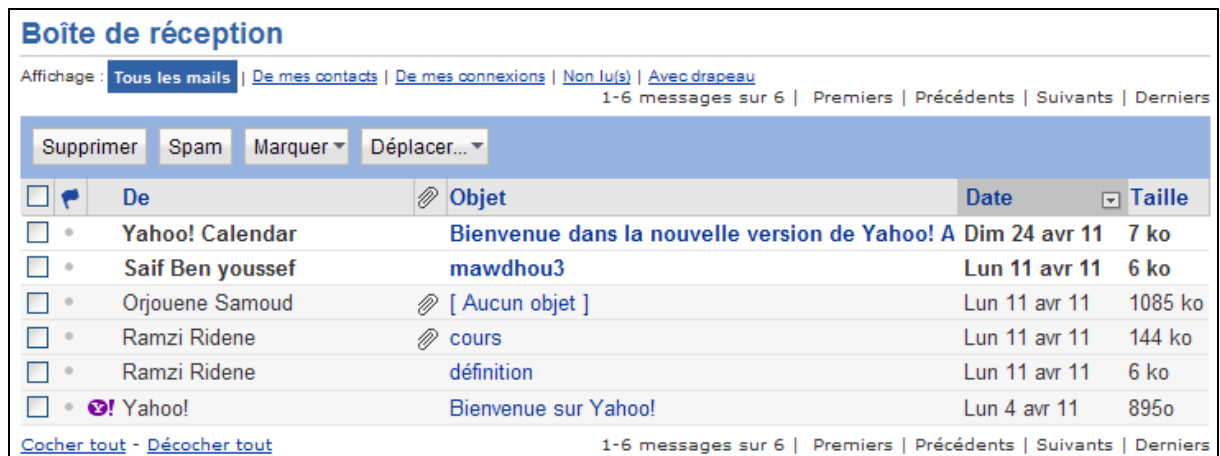 Boîte de réception
Affichage : Tous les mails | De mes contacts | De mes connexions | Non lu(s) | Avec drapeau
1-6 messages sur 6 | Premiers | Précédents | Suivants | Derniers
Supprimer Spam Marquer Déplacer...
De Objet Date Taille
Yahoo! Calendar Bienvenue dans la nouvelle version de Yahoo! A Dim 24 avr 11 7 ko
Saif Ben youssef mawdhou3 Lun 11 avr 11 6 ko
Orjouene Samoud [ Aucun objet ] Lun 11 avr 11 1085 ko
Ramzi Ridene cours Lun 11 avr 11 144 ko
Ramzi Ridene définition Lun 11 avr 11 6 ko
Y! Yahoo! Bienvenue sur Yahoo! Lun 4 avr 11 895o
Cocher tout - Décocher tout 1-6 messages sur 6 | Premiers | Précédents | Suivants | Derniers